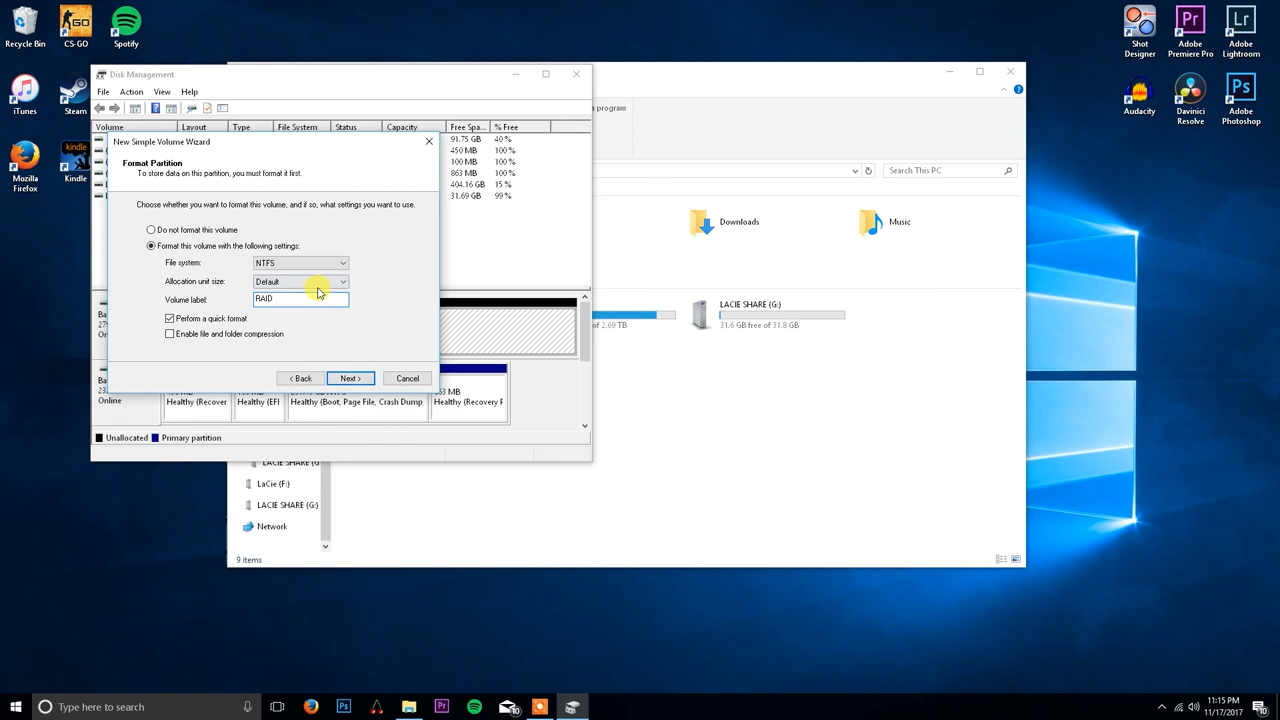 Recycle Bin
CS-GO
Spotify
Shot Designer
Adobe Premiere Pro
Adobe Lightroom
iTunes
Steam
Audacity
Davinci Resolve
Adobe Photoshop
Mozilla Firefox
Kindle
kindle
Disk Management
File Action View Help
Volume Layout Type File System Status Capacity Free Spa... % Free
91.75 GB 40 %
450 MB 100 %
100 MB 100 %
863 MB 100 %
404.16 GB 15 %
31.69 GB 99 %
New Simple Volume Wizard
Format Partition
To store data on this partition, you must format it first.
Choose whether you want to format this volume, and if so, what settings you want to use.
Do not format this volume
Format this volume with the following settings:
File system: NTFS
Allocation unit size: Default
Volume label: RAID
Perform a quick format
Enable file and folder compression
< Back Next > Cancel
Ba
27
On
Ba
23
Online
Healthy (Recover
Healthy (EFI
Healthy (Boot, Page File, Crash Dump
Healthy (Recovery P
Unallocated Primary partition
a program
Search This PC
Downloads
Music
of 2.69 TB
LACIE SHARE (G:)
31.6 GB free of 31.8 GB
LACIE SHARE (G
LaCie (F:)
LACIE SHARE (G:)
Network
9 items
Type here to search
11:15 PM
11/17/2017